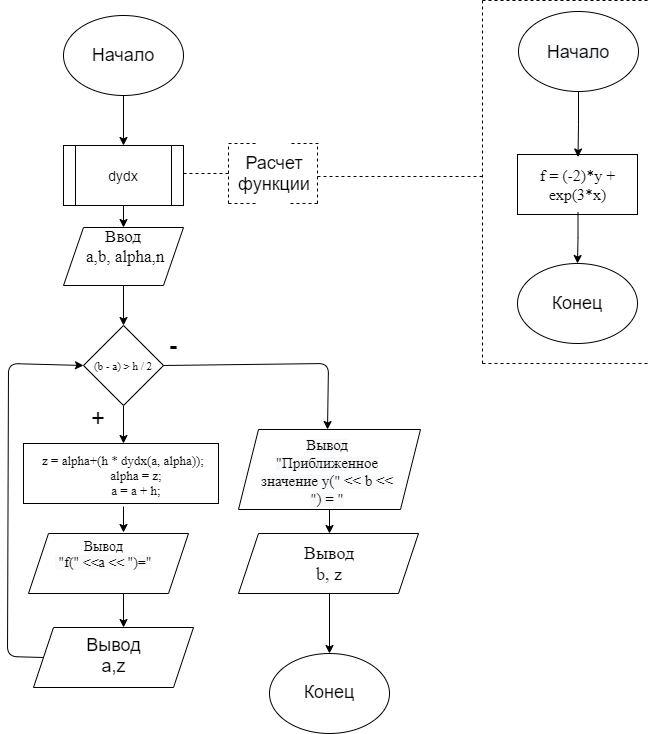 Начало
dydx
Расчет
функции
Ввод
a,b, alpha,n
(b - a) > h / 2
-
+
z = alpha+(h * dydx(a, alpha));
alpha = z;
a = a + h;
Вывод
"f(" <<a << ")="
Вывод
a,z
Вывод
"Приближенное
значение y(" << b <<
") = "
Вывод
b, z
Конец
Начало
f = (-2)*y +
exp(3*x)
Конец